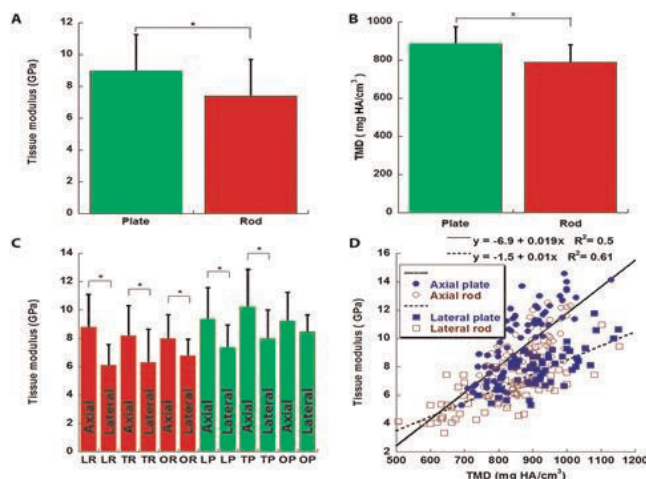 A
*
Tissue modulus (GPa)
12
10
8
6
4
2
0
Plate
Rod
B
*
TMD ( mg HA/cm³)
1000
800
600
400
200
0
Plate
Rod
C
Tissue modulus (GPa)
14
12
10
8
6
4
2
0
* * * * *
Axial Lateral Axial Lateral Axial Lateral Axial Lateral Axial Lateral Axial Lateral
LR LR TR TR OR OR LP LP TP TP OP OP
D
y = -6.9 + 0.019x R²= 0.5
y = -1.5 + 0.01x R²= 0.61
Axial plate
Axial rod
Lateral plate
Lateral rod
Tissue modulus (GPa)
16
14
12
10
8
6
4
2
500 600 700 800 900 1000 1100 1200
TMD (mg HA/cm³)